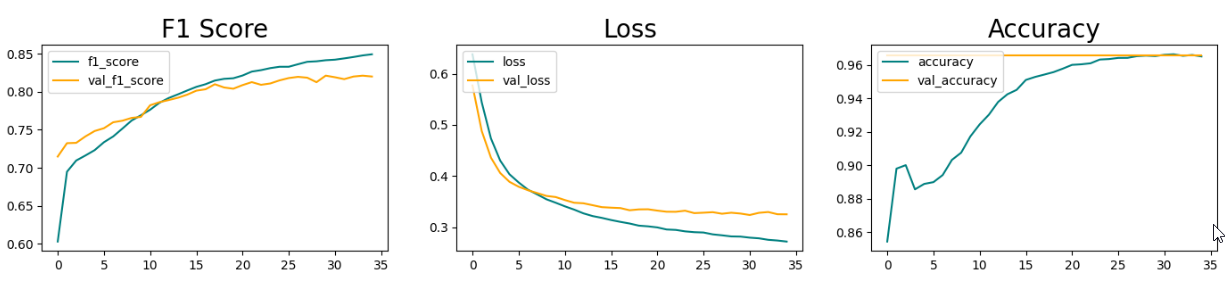 F1 Score
0.85
0.80
0.75
0.70
0.65
0.60
f1_score
val_f1_score
0 5 10 15 20 25 30 35
Loss
0.6
0.5
0.4
0.3
loss
val_loss
0 5 10 15 20 25 30 35
Accuracy
0.96
0.94
0.92
0.90
0.88
0.86
accuracy
val_accuracy
0 5 10 15 20 25 30 35